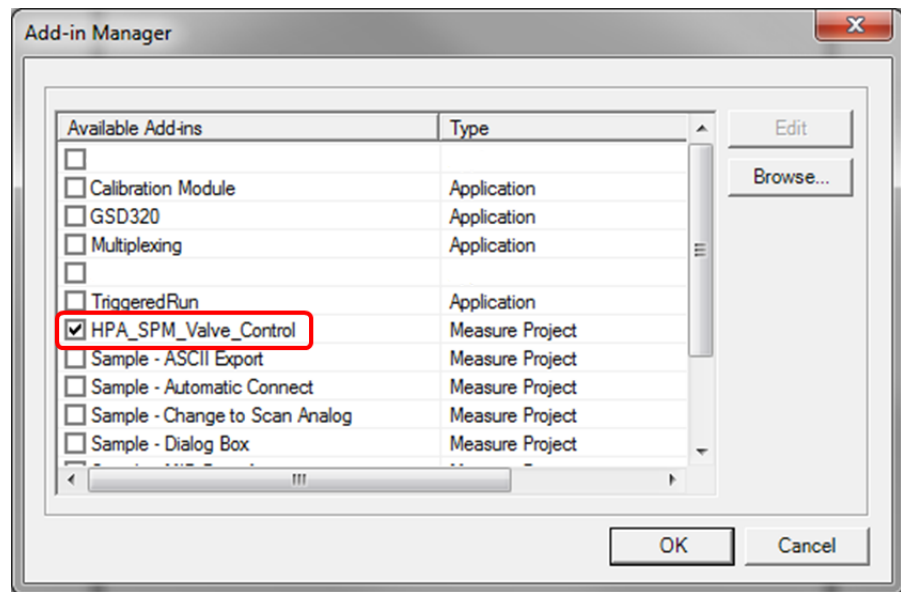 Add-in Manager
Available Add-ins Type
Edit
Browse...
Calibration Module Application
GSD320 Application
Multiplexing Application
TriggeredRun Application
HPA_SPM_Valve_Control Measure Project
Sample - ASCII Export Measure Project
Sample - Automatic Connect Measure Project
Sample - Change to Scan Analog Measure Project
Sample - Dialog Box Measure Project
OK Cancel